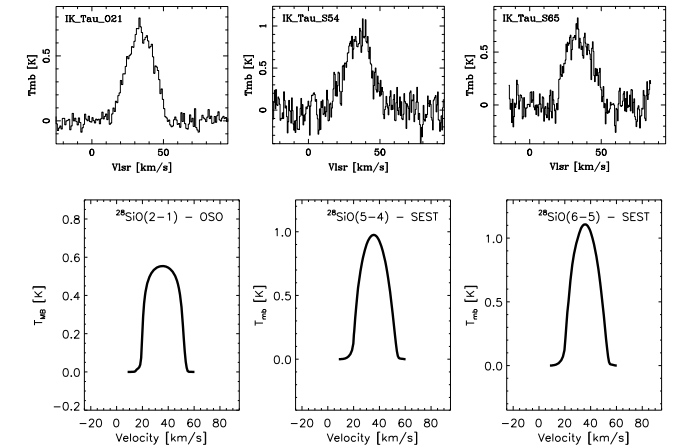 IK_Tau_O21
IK_Tau_S54
IK_Tau_S65
Tmb [K]
0.5
0
Tmb [K]
1
0.5
0
Tmb [K]
0.5
0
0 50
0 50
0 50
Vlsr [km/s]
Vlsr [km/s]
Vlsr [km/s]
²⁸SiO(2−1) − OSO
²⁸SiO(5−4) − SEST
²⁸SiO(6−5) − SEST
T_MB [K]
0.8
0.6
0.4
0.2
0.0
−0.2
T_mb [K]
1.0
0.5
0.0
T_mb [K]
1.0
0.5
0.0
−20 0 20 40 60 80
−20 0 20 40 60 80
−20 0 20 40 60 80
Velocity [km/s]
Velocity [km/s]
Velocity [km/s]